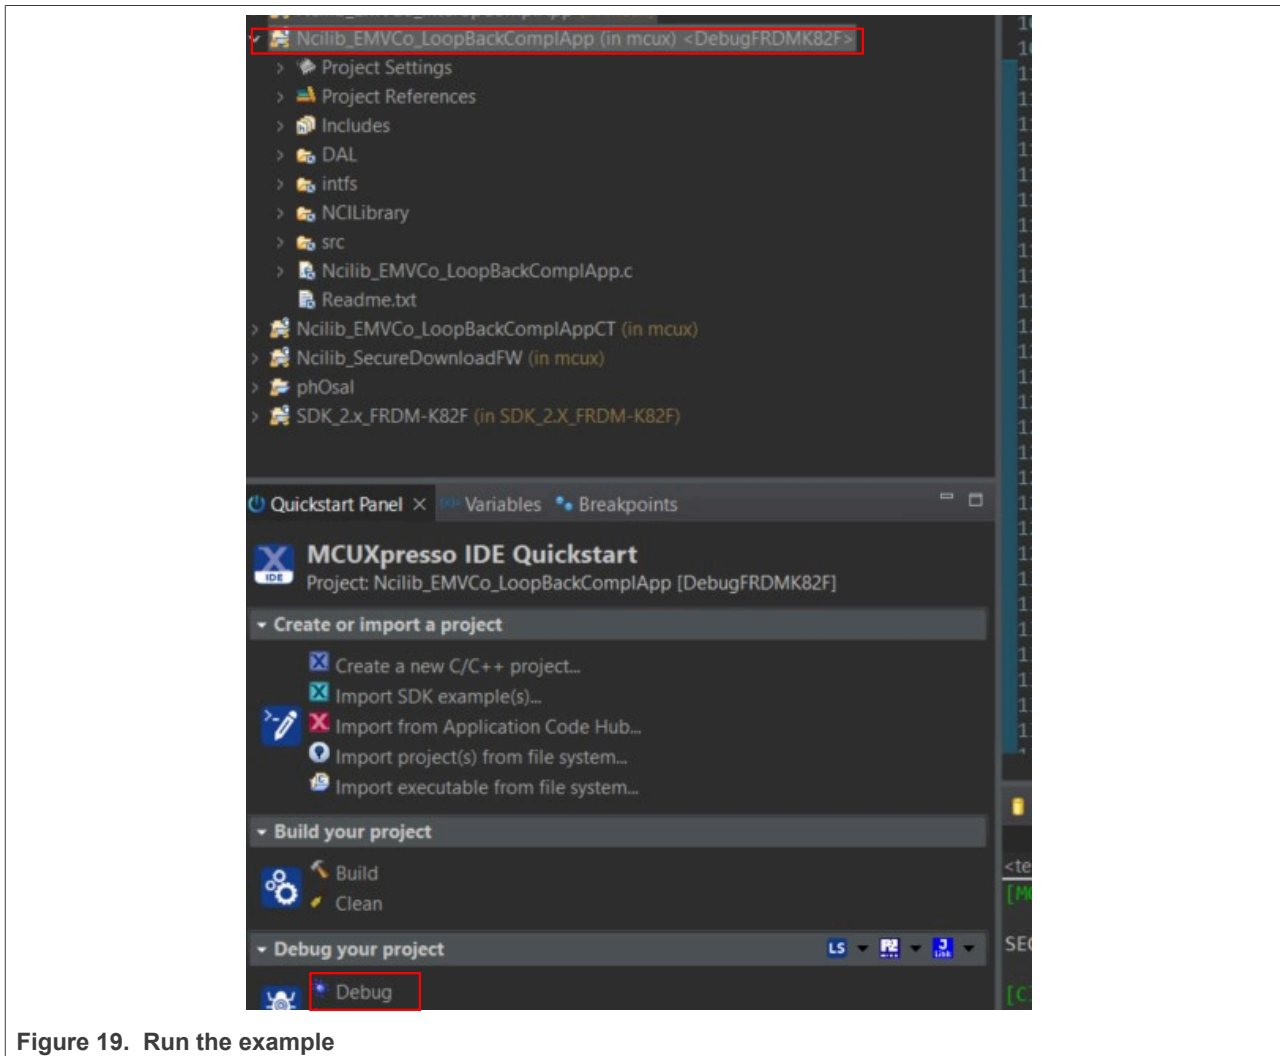 Ncilib_EMVCo_LoopBackComplApp (in mcux) <DebugFRDMK82F>
Project Settings
Project References
Includes
DAL
intfs
NCILibrary
src
Ncilib_EMVCo_LoopBackComplApp.c
Readme.txt
Ncilib_EMVCo_LoopBackComplAppCT (in mcux)
Ncilib_SecureDownloadFW (in mcux)
phOsal
SDK_2.x_FRDM-K82F (in SDK_2.X_FRDM-K82F)
Quickstart Panel Variables Breakpoints
IDE
MCUXpresso IDE Quickstart
Project: Ncilib_EMVCo_LoopBackComplApp [DebugFRDMK82F]
Create or import a project
Create a new C/C++ project...
Import SDK example(s)...
Import from Application Code Hub...
Import project(s) from file system...
Import executable from file system...
Build your project
Build
Clean
Debug your project LS
Debug
Figure 19. Run the example